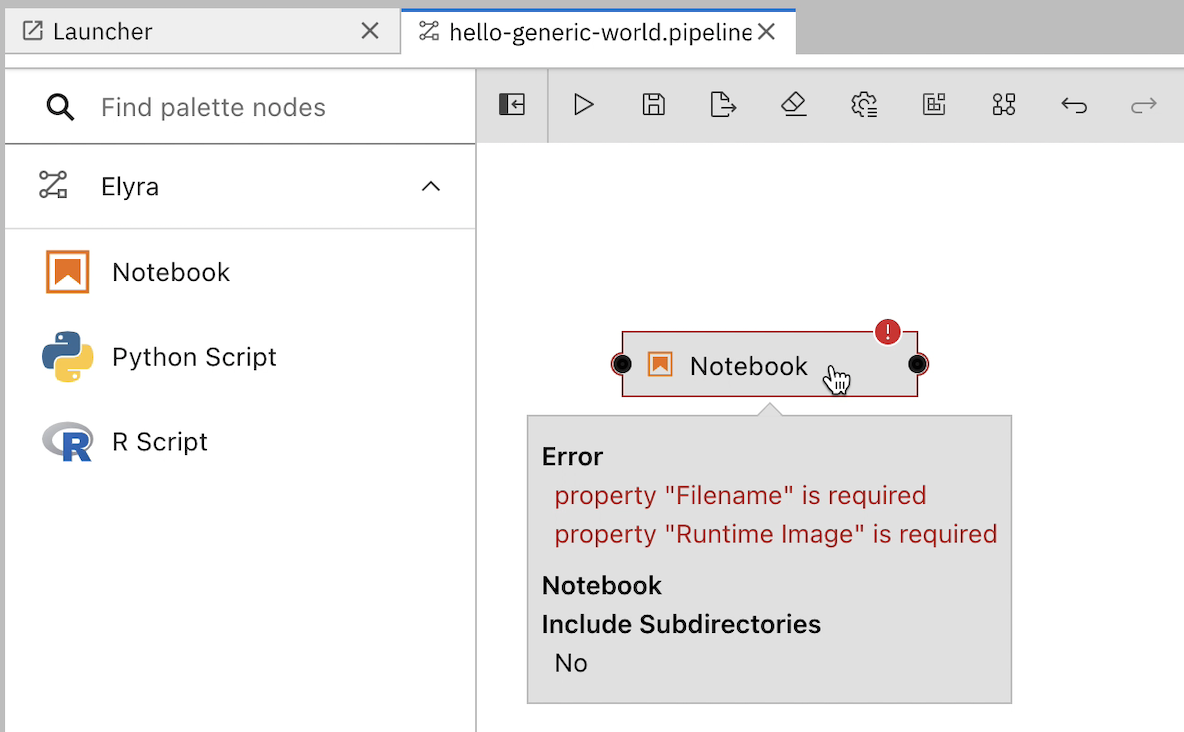 Launcher
hello-generic-world.pipeline
Find palette nodes
Elyra
Notebook
Python Script
R Script
Notebook
Error
property "Filename" is required
property "Runtime Image" is required
Notebook
Include Subdirectories
No